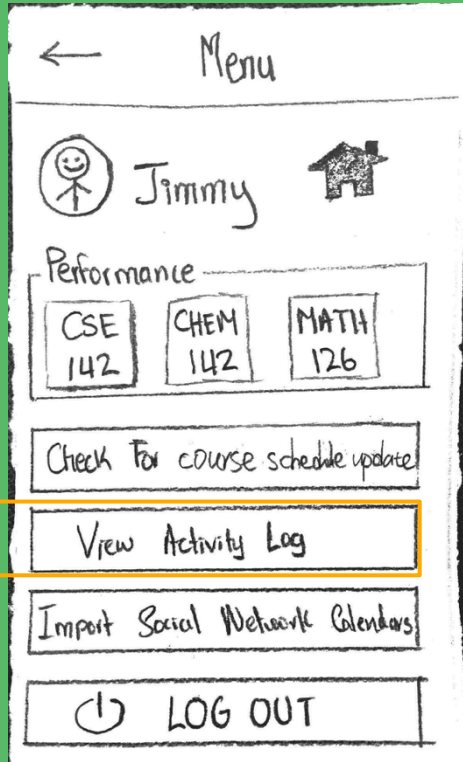 Menu
Jimmy
Performance
CSE
142
CHEM
142
MATH
126
Check For course schedule update
View Activity Log
Import Social Network Calendars
LOG OUT